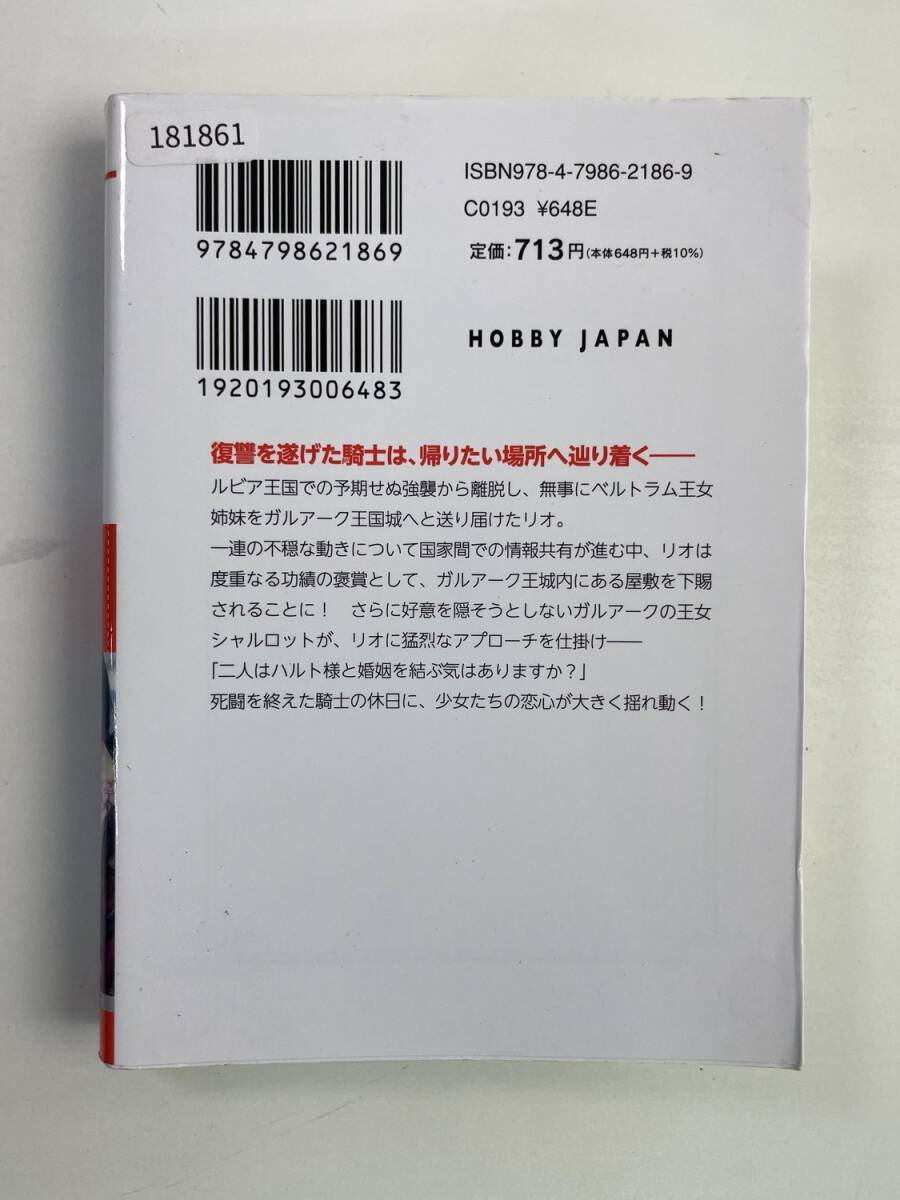 181861
ISBN978-4-7986-2186-9
C0193 ¥648E
9784798621869
定価:713円(本体648円+税10%)
1920193006483
HOBBY JAPAN
復讐を遂げた騎士は、帰りたい場所へ辿り着く――
ルビア王国での予期せぬ強襲から離脱し、無事にベルトラム王女
姉妹をガルアーク王国城へと送り届けたリオ。
一連の不穏な動きについて国家間での情報共有が進む中、リオは
度重なる功績の褒賞として、ガルアーク王城内にある屋敷を下賜
されることに！　さらに好意を隠そうとしないガルアークの王女
シャルロットが、リオに猛烈なアプローチを仕掛け――
「二人はハルト様と婚姻を結ぶ気はありますか？」
死闘を終えた騎士の休日に、少女たちの恋心が大きく揺れ動く！